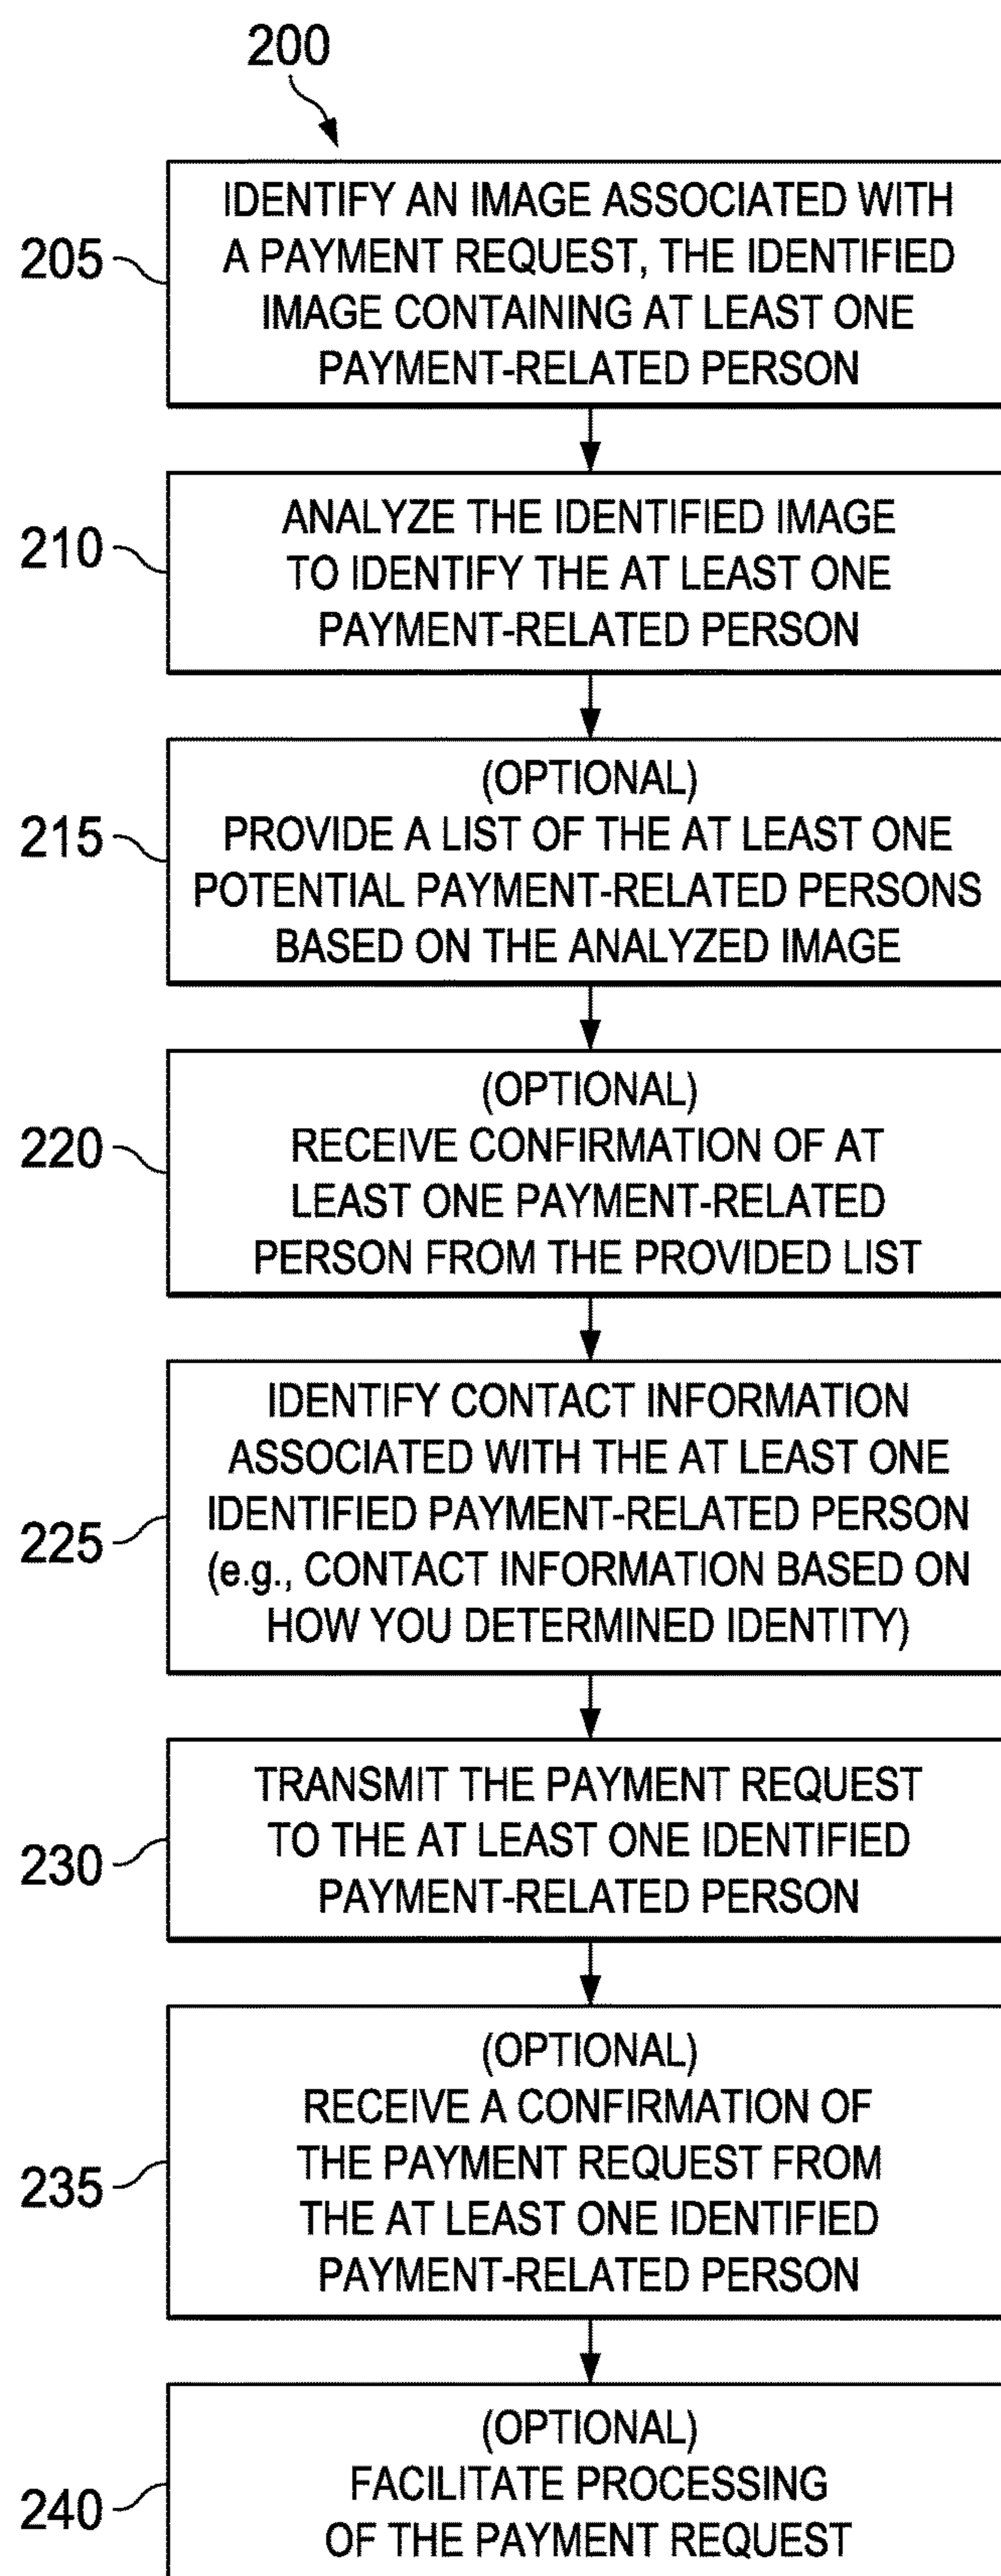 200
205
IDENTIFY AN IMAGE ASSOCIATED WITH
A PAYMENT REQUEST, THE IDENTIFIED
IMAGE CONTAINING AT LEAST ONE
PAYMENT-RELATED PERSON
210
ANALYZE THE IDENTIFIED IMAGE
TO IDENTIFY THE AT LEAST ONE
PAYMENT-RELATED PERSON
215
(OPTIONAL)
PROVIDE A LIST OF THE AT LEAST ONE
POTENTIAL PAYMENT-RELATED PERSONS
BASED ON THE ANALYZED IMAGE
220
(OPTIONAL)
RECEIVE CONFIRMATION OF AT
LEAST ONE PAYMENT-RELATED
PERSON FROM THE PROVIDED LIST
225
IDENTIFY CONTACT INFORMATION
ASSOCIATED WITH THE AT LEAST ONE
IDENTIFIED PAYMENT-RELATED PERSON
(e.g., CONTACT INFORMATION BASED ON
HOW YOU DETERMINED IDENTITY)
230
TRANSMIT THE PAYMENT REQUEST
TO THE AT LEAST ONE IDENTIFIED
PAYMENT-RELATED PERSON
235
(OPTIONAL)
RECEIVE A CONFIRMATION OF
THE PAYMENT REQUEST FROM
THE AT LEAST ONE IDENTIFIED
PAYMENT-RELATED PERSON
240
(OPTIONAL)
FACILITATE PROCESSING
OF THE PAYMENT REQUEST